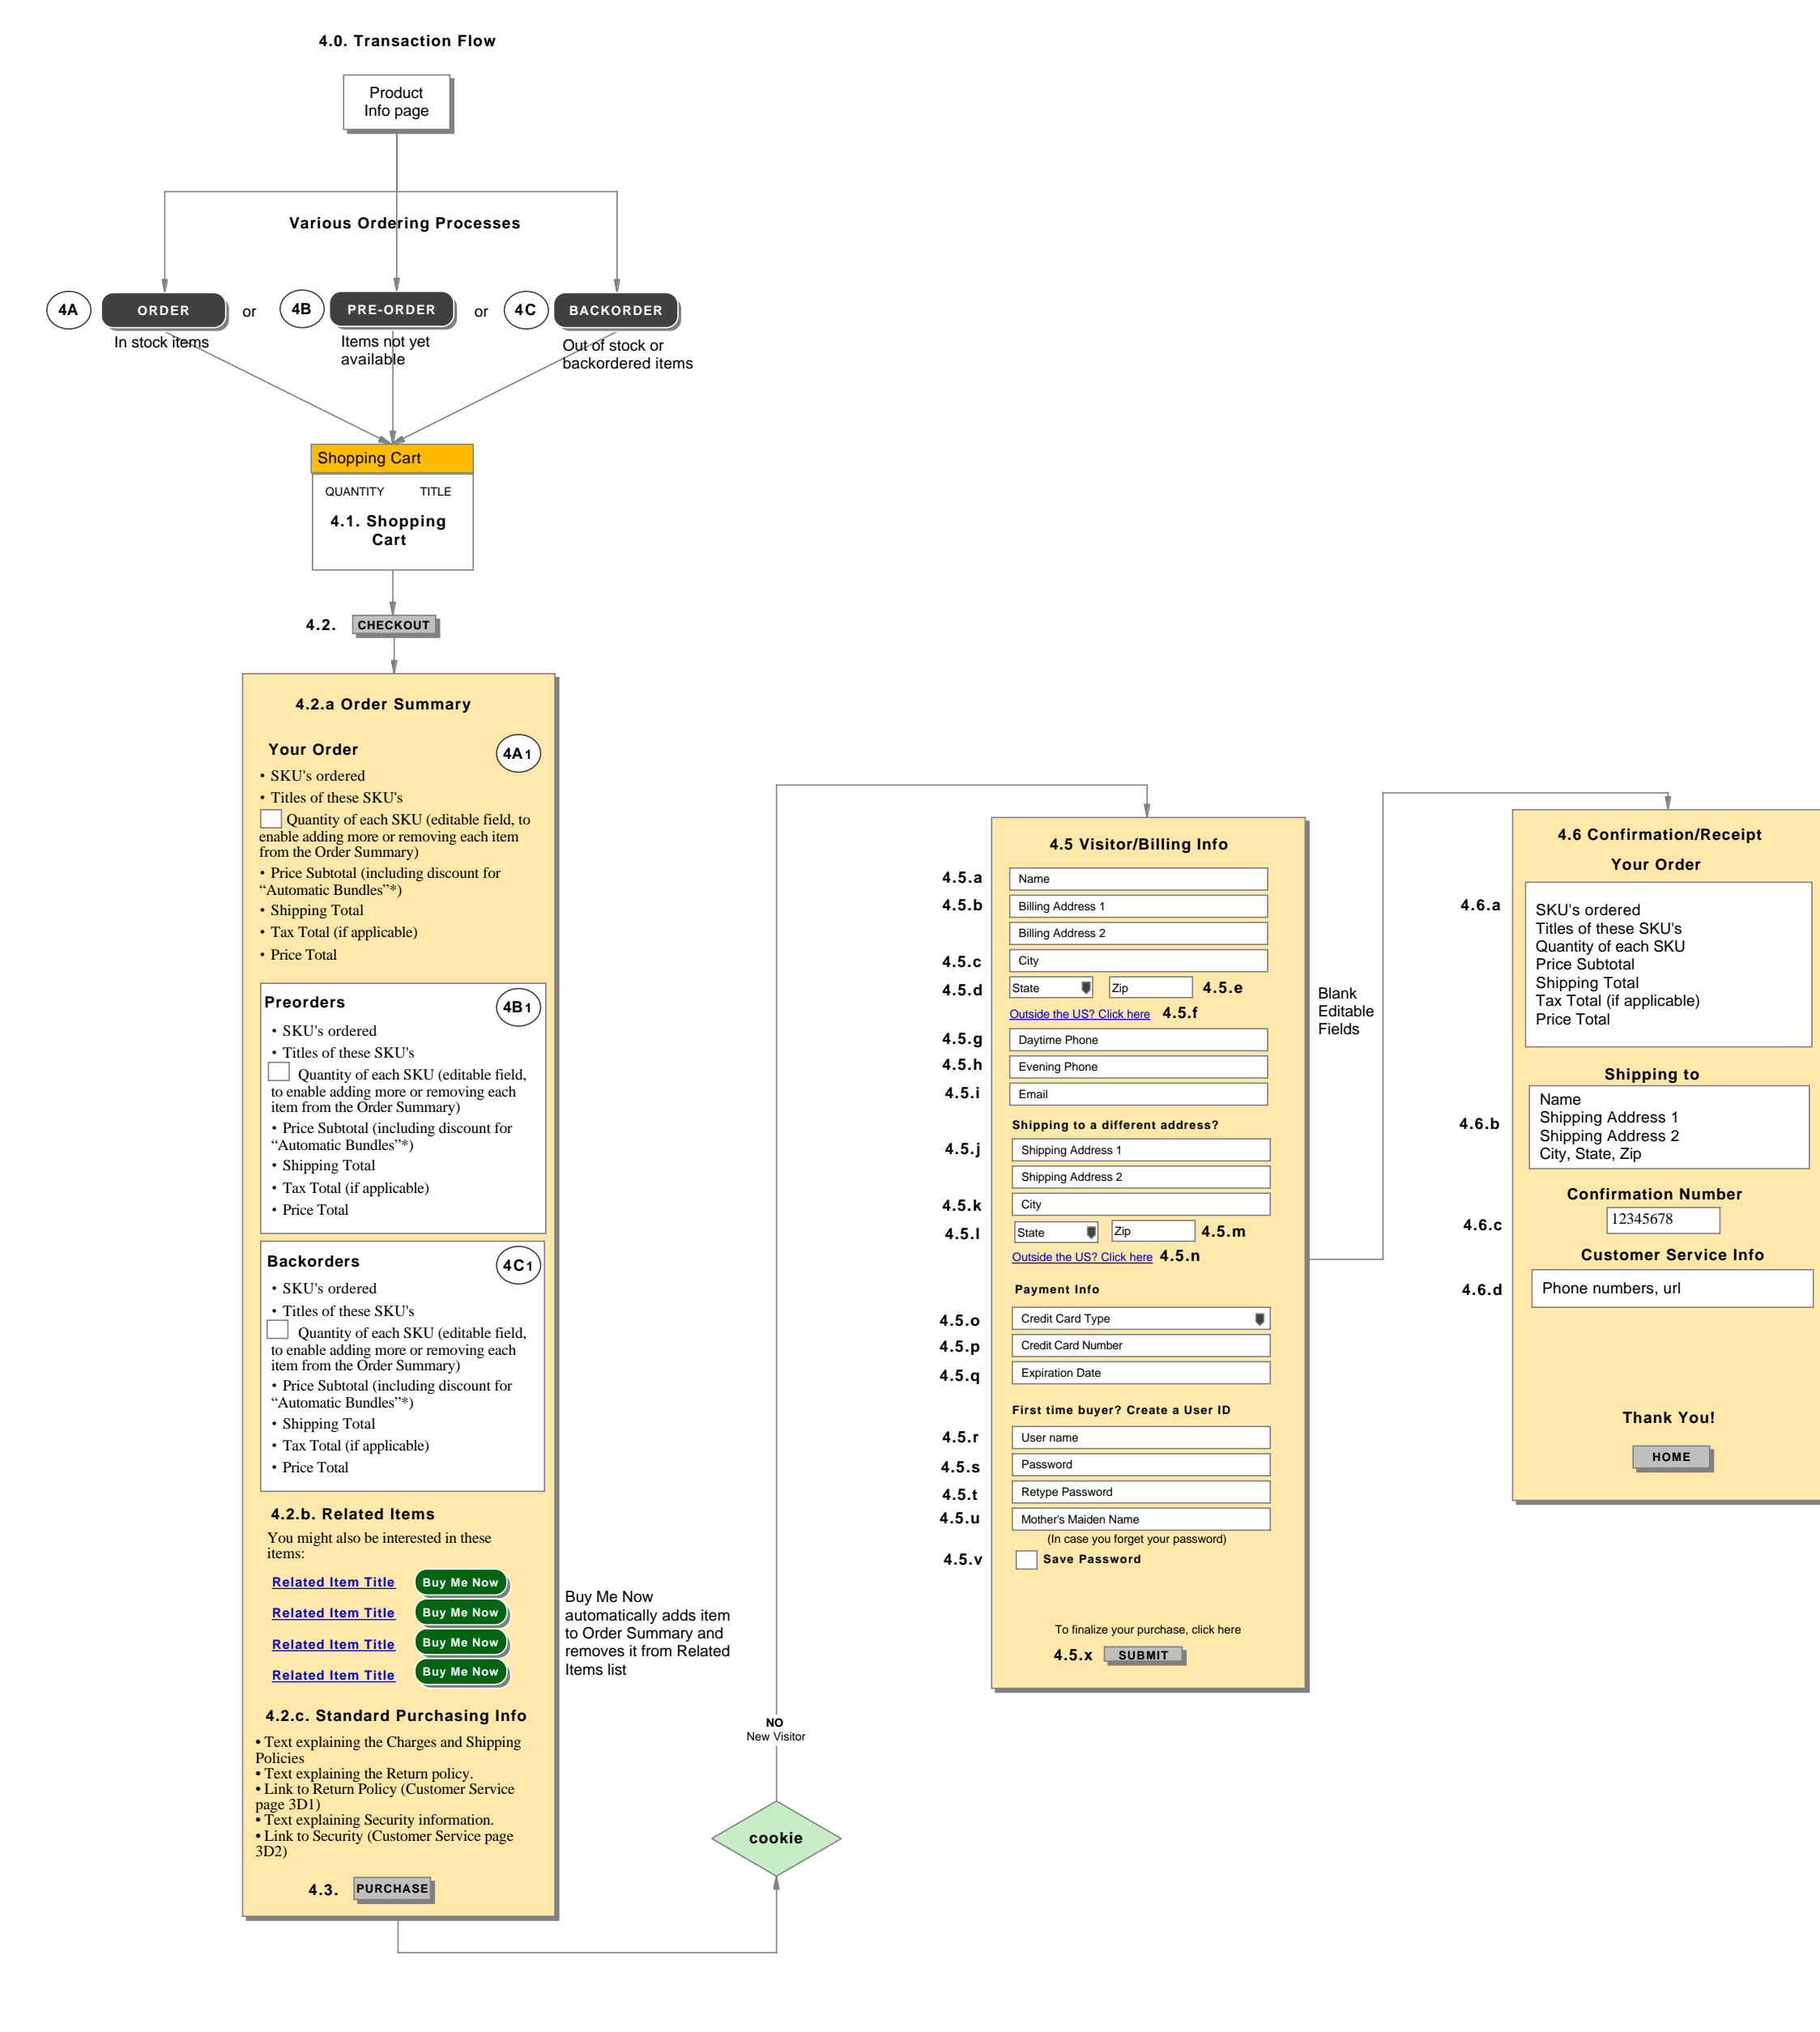 4.0. Transaction Flow
Product
Info page
Various Ordering Processes
4A
ORDER
or
4B
PRE-ORDER
or
4C
BACKORDER
In stock items
Items not yet
available
Out of stock or
backordered items
Shopping Cart
QUANTITY TITLE
4.1. Shopping
Cart
4.2. CHECKOUT
4.2.a Order Summary
Your Order
4A1
• SKU's ordered
• Titles of these SKU's
Quantity of each SKU (editable field, to
enable adding more or removing each item
from the Order Summary)
• Price Subtotal (including discount for
“Automatic Bundles”*)
• Shipping Total
• Tax Total (if applicable)
• Price Total
Preorders
4B1
• SKU's ordered
• Titles of these SKU's
Quantity of each SKU (editable field,
to enable adding more or removing each
item from the Order Summary)
• Price Subtotal (including discount for
“Automatic Bundles”*)
• Shipping Total
• Tax Total (if applicable)
• Price Total
Backorders
4C1
• SKU's ordered
• Titles of these SKU's
Quantity of each SKU (editable field,
to enable adding more or removing each
item from the Order Summary)
• Price Subtotal (including discount for
“Automatic Bundles”*)
• Shipping Total
• Tax Total (if applicable)
• Price Total
4.2.b. Related Items
You might also be interested in these
items:
Related Item Title Buy Me Now
Related Item Title Buy Me Now
Related Item Title Buy Me Now
Related Item Title Buy Me Now
Buy Me Now
automatically adds item
to Order Summary and
removes it from Related
Items list
4.2.c. Standard Purchasing Info
• Text explaining the Charges and Shipping
Policies
• Text explaining the Return policy.
• Link to Return Policy (Customer Service
page 3D1)
• Text explaining Security information.
• Link to Security (Customer Service page
3D2)
4.3. PURCHASE
NO
New Visitor
cookie
4.5 Visitor/Billing Info
4.5.a Name
4.5.b Billing Address 1
Billing Address 2
4.5.c City
4.5.d State Zip 4.5.e
Outside the US? Click here 4.5.f
4.5.g Daytime Phone
4.5.h Evening Phone
4.5.i Email
Shipping to a different address?
4.5.j Shipping Address 1
Shipping Address 2
4.5.k City
4.5.l State Zip 4.5.m
Outside the US? Click here 4.5.n
Payment Info
4.5.o Credit Card Type
4.5.p Credit Card Number
4.5.q Expiration Date
First time buyer? Create a User ID
4.5.r User name
4.5.s Password
4.5.t Retype Password
4.5.u Mother's Maiden Name
(In case you forget your password)
4.5.v Save Password
To finalize your purchase, click here
4.5.x SUBMIT
Blank
Editable
Fields
4.6 Confirmation/Receipt
Your Order
4.6.a
SKU's ordered
Titles of these SKU's
Quantity of each SKU
Price Subtotal
Shipping Total
Tax Total (if applicable)
Price Total
Shipping to
4.6.b
Name
Shipping Address 1
Shipping Address 2
City, State, Zip
Confirmation Number
4.6.c 12345678
Customer Service Info
4.6.d Phone numbers, url
Thank You!
HOME